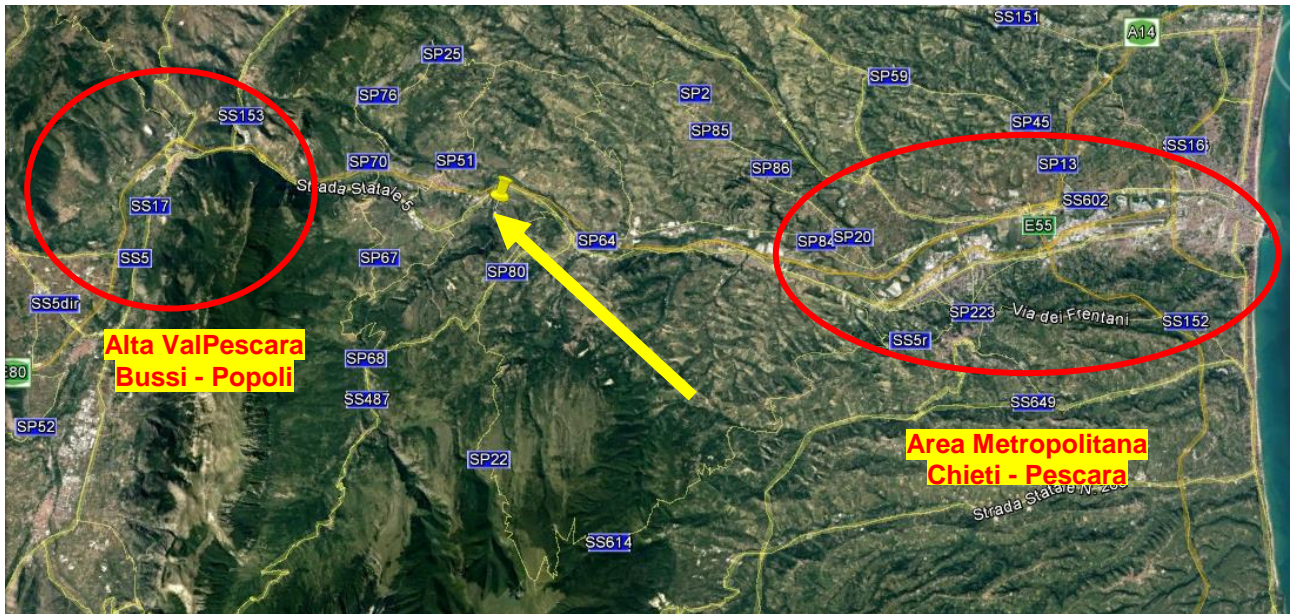 SS151
A14
SP25
SP59
SP76
SP2
SS153
SP45
SP85
SS16
SP70
SP51
SP13
SP86
Strada Statale 5
SS17
SS602
E55
SP84
SP20
SP64
SS5
SP67
SP80
SS5dir
SP223
Via dei Frentani
SS152
Alta ValPescara
Bussi - Popoli
SS5r
SP68
E80
SS487
SS649
SP52
Area Metropolitana
Chieti - Pescara
SP22
Strada Statale N.
SS614